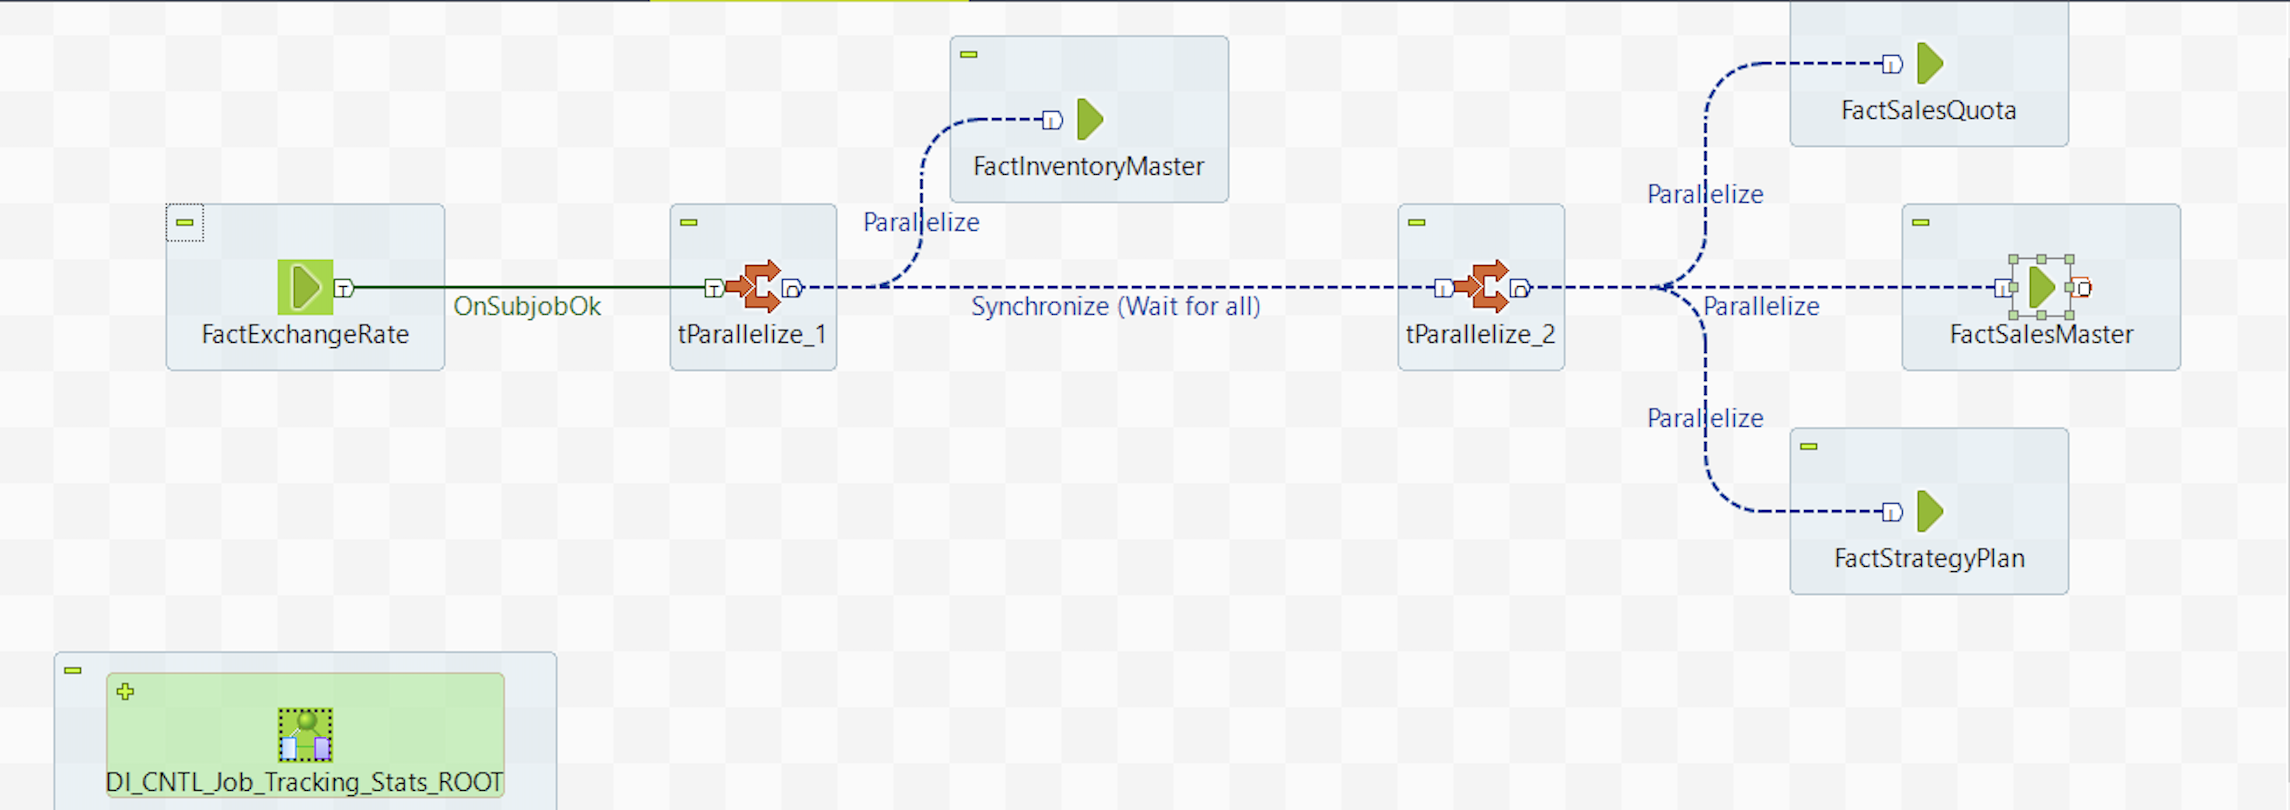 FactSalesQuota
FactInventoryMaster
Parallelize
Parallelize
FactExchangeRate
OnSubjobOk
tParallelize_1
Synchronize (Wait for all)
tParallelize_2
Parallelize
FactSalesMaster
Parallelize
FactStrategyPlan
DI_CNTL_Job_Tracking_Stats_ROOT